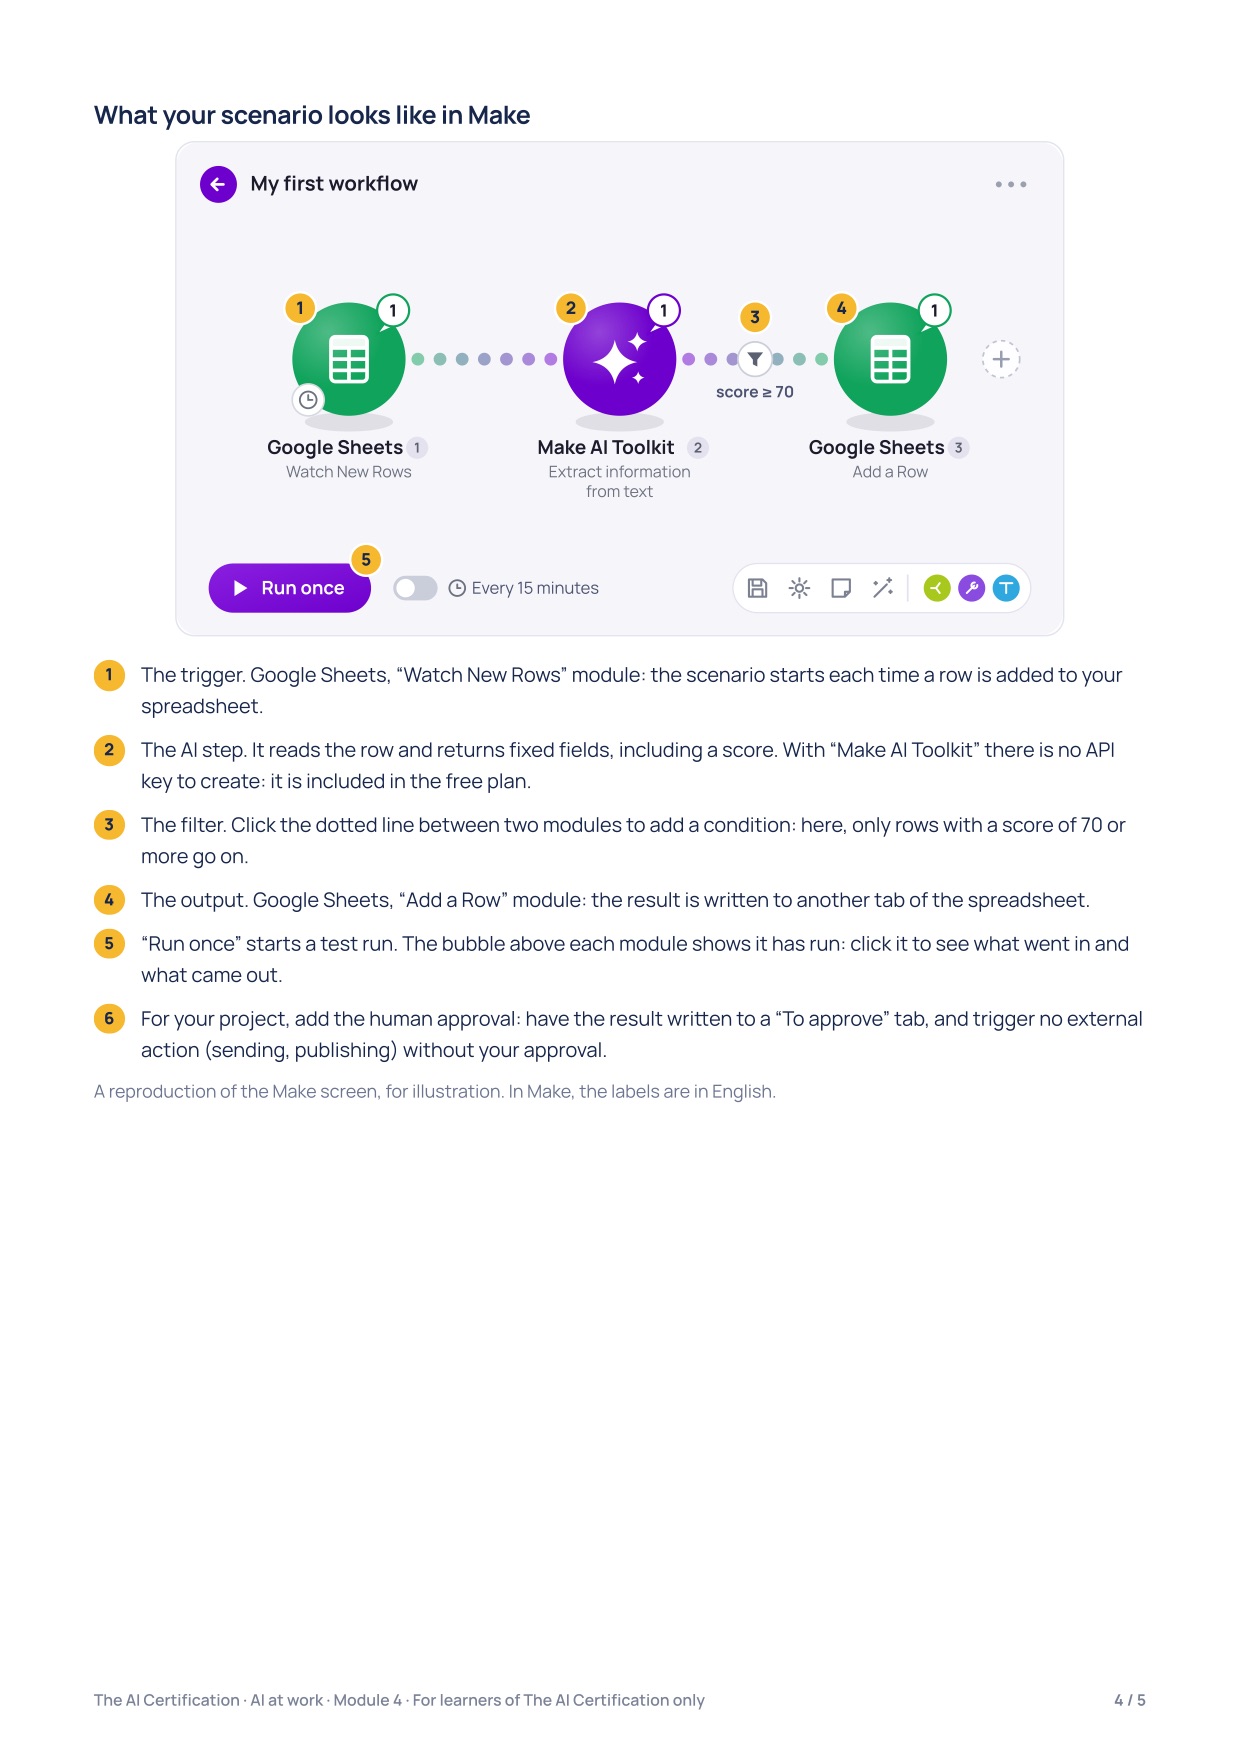 What your scenario looks like in Make
My first workflow
1 1 2 1 3 4 1
score ≥ 70
Google Sheets 1 Make AI Toolkit 2 Google Sheets 3
Watch New Rows Extract information Add a Row
from text
5
Run once Every 15 minutes
1 The trigger. Google Sheets, “Watch New Rows” module: the scenario starts each time a row is added to your
spreadsheet.
2 The AI step. It reads the row and returns fixed fields, including a score. With “Make AI Toolkit” there is no API
key to create: it is included in the free plan.
3 The filter. Click the dotted line between two modules to add a condition: here, only rows with a score of 70 or
more go on.
4 The output. Google Sheets, “Add a Row” module: the result is written to another tab of the spreadsheet.
5 “Run once” starts a test run. The bubble above each module shows it has run: click it to see what went in and
what came out.
6 For your project, add the human approval: have the result written to a “To approve” tab, and trigger no external
action (sending, publishing) without your approval.
A reproduction of the Make screen, for illustration. In Make, the labels are in English.
The AI Certification · AI at work · Module 4 · For learners of The AI Certification only 4 / 5